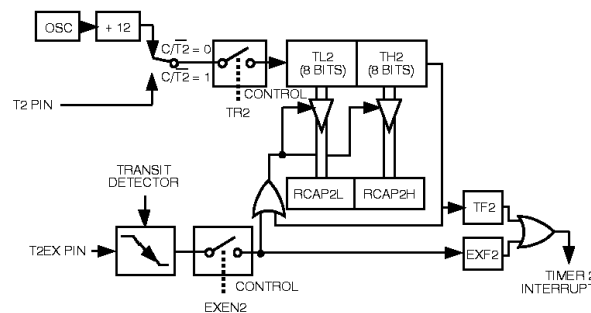 OSC
+ 12
C/T2 = 0
C/T2 = 1
T2 PIN
CONTROL
TR2
TL2
(8 BITS)
TH2
(8 BITS)
RCAP2L
RCAP2H
TRANSIT
DETECTOR
T2EX PIN
CONTROL
EXEN2
TF2
EXF2
TIMER 2
INTERRUPT